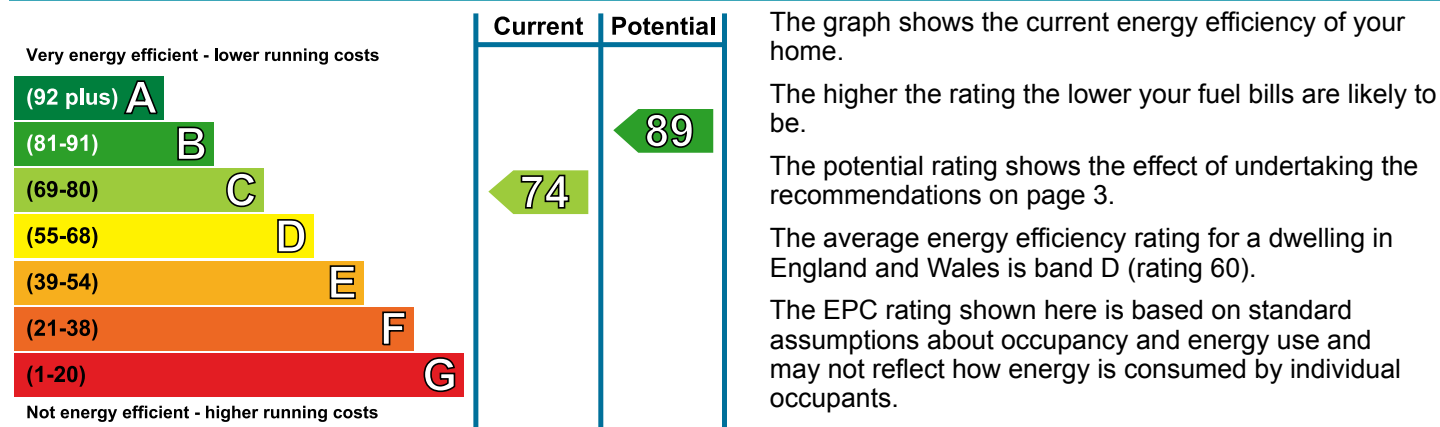 Current Potential
Very energy efficient - lower running costs
(92 plus) A
(81-91) B
(69-80) C
(55-68) D
(39-54) E
(21-38) F
(1-20) G
Not energy efficient - higher running costs
74
89
The graph shows the current energy efficiency of your
home.
The higher the rating the lower your fuel bills are likely to
be.
The potential rating shows the effect of undertaking the
recommendations on page 3.
The average energy efficiency rating for a dwelling in
England and Wales is band D (rating 60).
The EPC rating shown here is based on standard
assumptions about occupancy and energy use and
may not reflect how energy is consumed by individual
occupants.